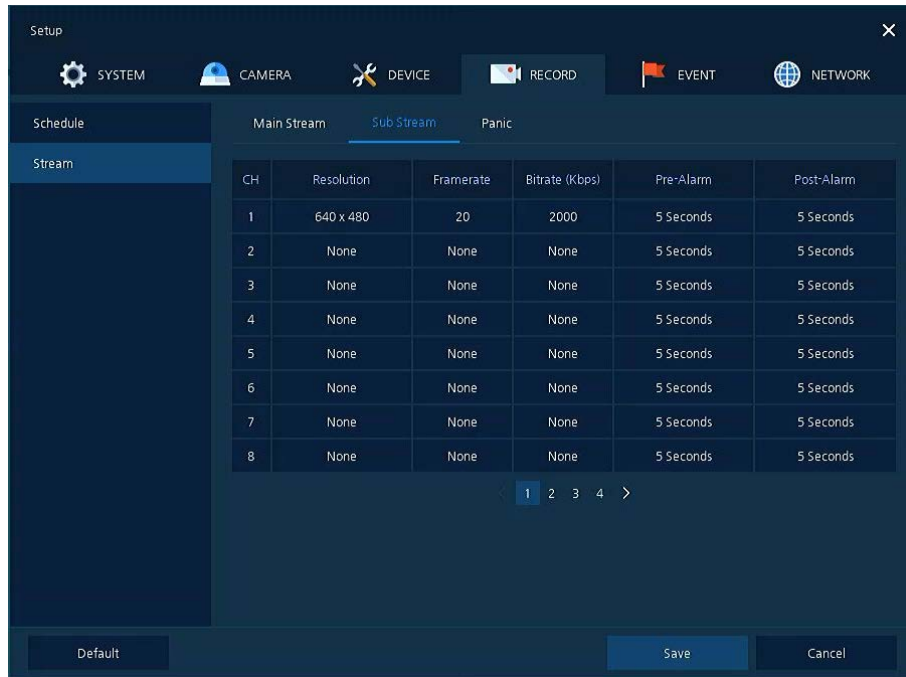 Setup
SYSTEM CAMERA DEVICE RECORD EVENT NETWORK
Schedule
Stream
Main Stream Sub Stream Panic
CH Resolution Framerate Bitrate (Kbps) Pre-Alarm Post-Alarm
1 640 x 480 20 2000 5 Seconds 5 Seconds
2 None None None 5 Seconds 5 Seconds
3 None None None 5 Seconds 5 Seconds
4 None None None 5 Seconds 5 Seconds
5 None None None 5 Seconds 5 Seconds
6 None None None 5 Seconds 5 Seconds
7 None None None 5 Seconds 5 Seconds
8 None None None 5 Seconds 5 Seconds
1 2 3 4
Default Save Cancel